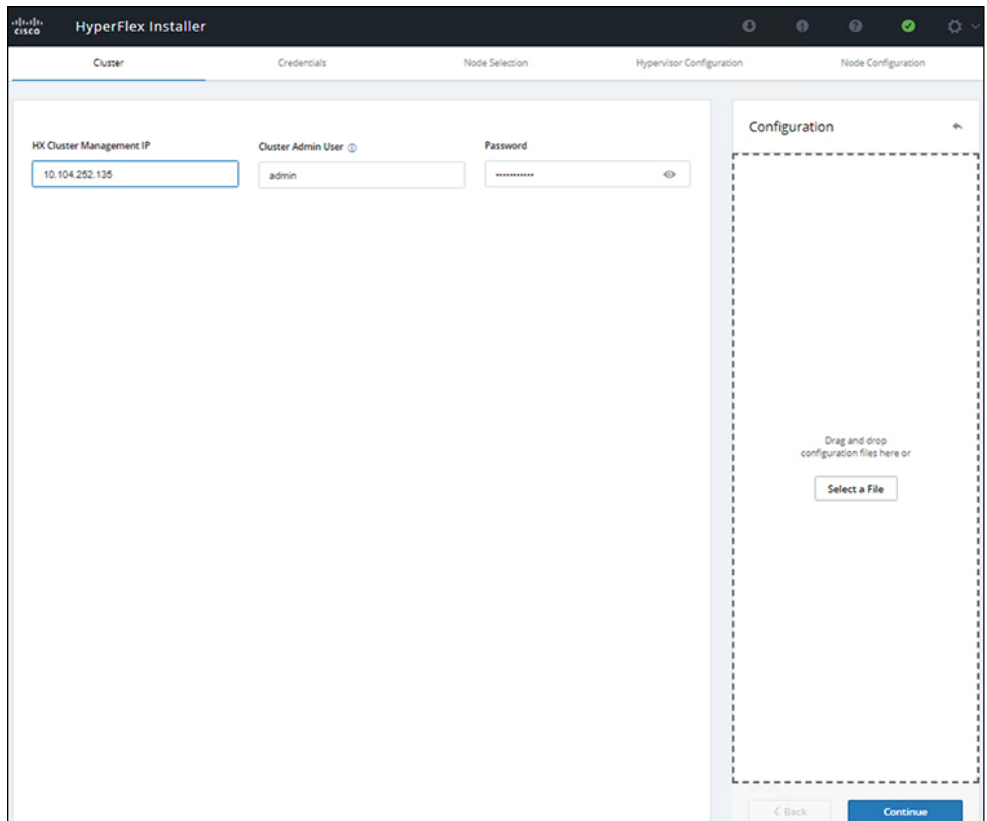 cisco
HyperFlex Installer
Cluster
Credentials
Node Selection
Hypervisor Configuration
Node Configuration
HX Cluster Management IP
10.104.252.135
Cluster Admin User
admin
Password
Configuration
Drag and drop
configuration files here or
Select a File
< Back
Continue